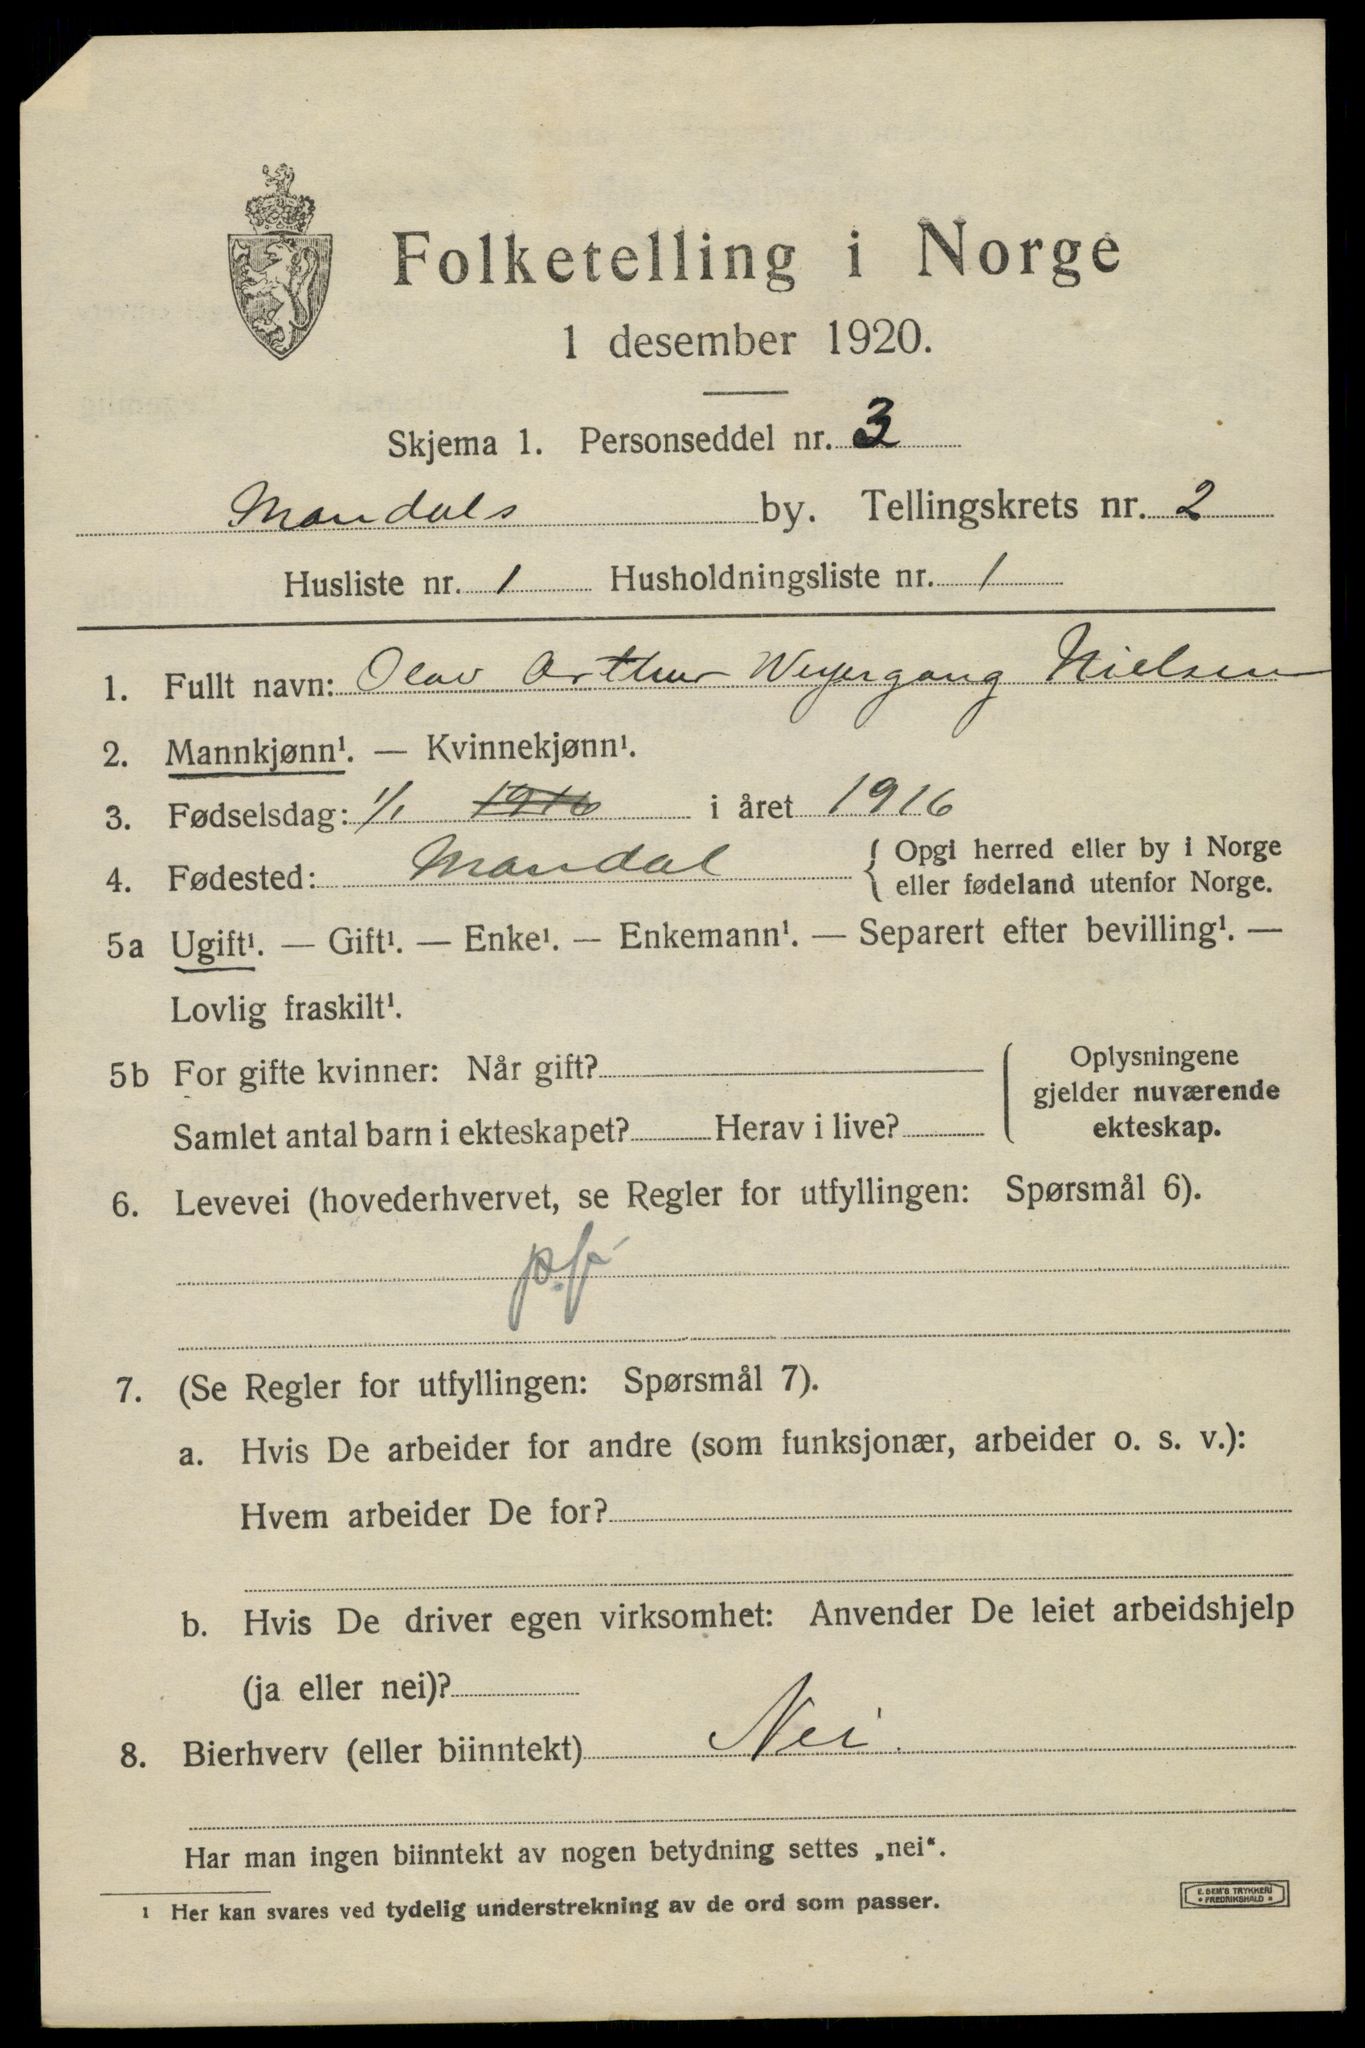 Folketelling i Norge
1 desember 1920.
Skjema 1. Personseddel nr. 3
Mandals by. Tellingskrets nr. 2
Husliste nr. 1 Husholdningsliste nr. 1
1. Fullt navn: Olav Arthur Weyergang Nielsen
2. Mannkjønn¹. — Kvinnekjønn¹.
3. Fødselsdag: 1/1 1916 i året 1916
4. Fødested: Mandal { Opgi herred eller by i Norge
eller fødeland utenfor Norge.
5a Ugift¹. — Gift¹. — Enke¹. — Enkemann¹. — Separert efter bevilling¹. —
Lovlig fraskilt¹.
5b For gifte kvinner: Når gift?
Samlet antal barn i ekteskapet? Herav i live?
Oplysningene
gjelder nuværende
ekteskap.
6. Levevei (hovederhvervet, se Regler for utfyllingen: Spørsmål 6).
p.f.
7. (Se Regler for utfyllingen: Spørsmål 7).
a. Hvis De arbeider for andre (som funksjonær, arbeider o. s. v.):
Hvem arbeider De for?
b. Hvis De driver egen virksomhet: Anvender De leiet arbeidshjelp
(ja eller nei)?
8. Bierhverv (eller biinntekt) Nei.
Har man ingen biinntekt av nogen betydning settes „nei“.
¹ Her kan svares ved tydelig understrekning av de ord som passer.
E. SEM'S TRYKKERI
• FREDRIKSHALD •